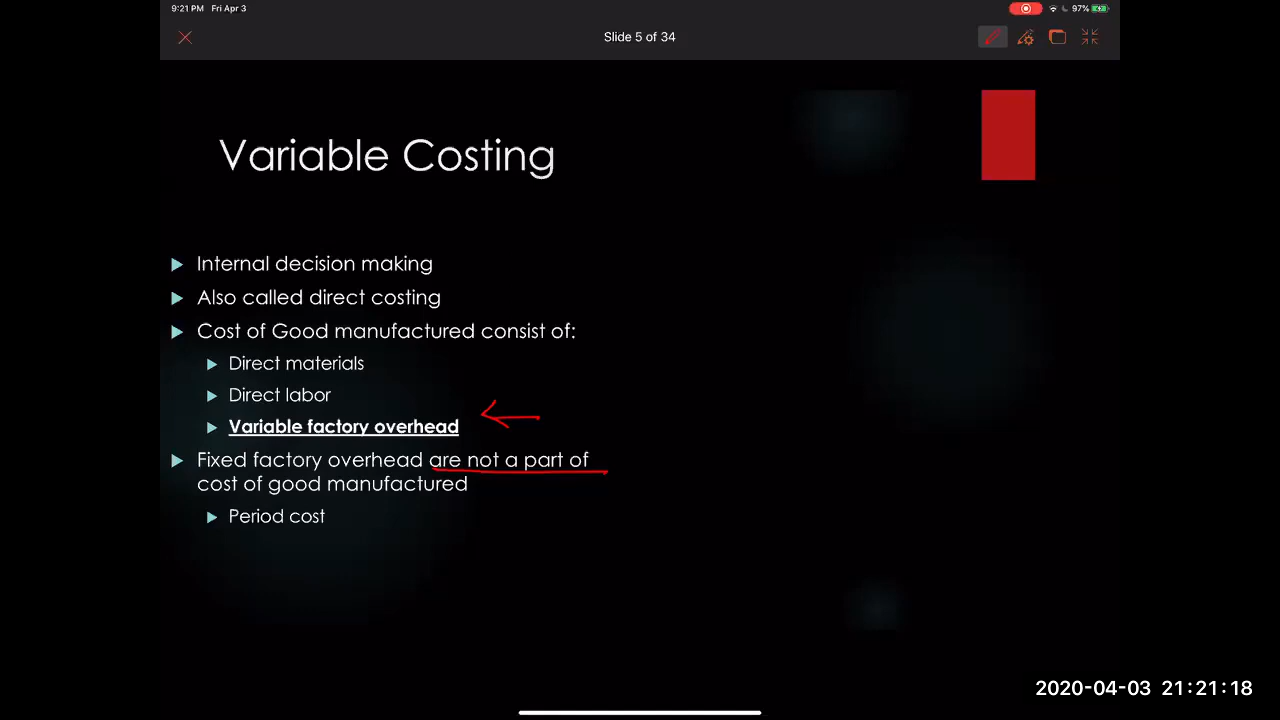 9:21 PM Fri Apr 3
97%
Slide 5 of 34
Variable Costing
Internal decision making
Also called direct costing
Cost of Good manufactured consist of:
Direct materials
Direct labor
Variable factory overhead
Fixed factory overhead are not a part of
cost of good manufactured
Period cost
2020-04-03 21:21:18